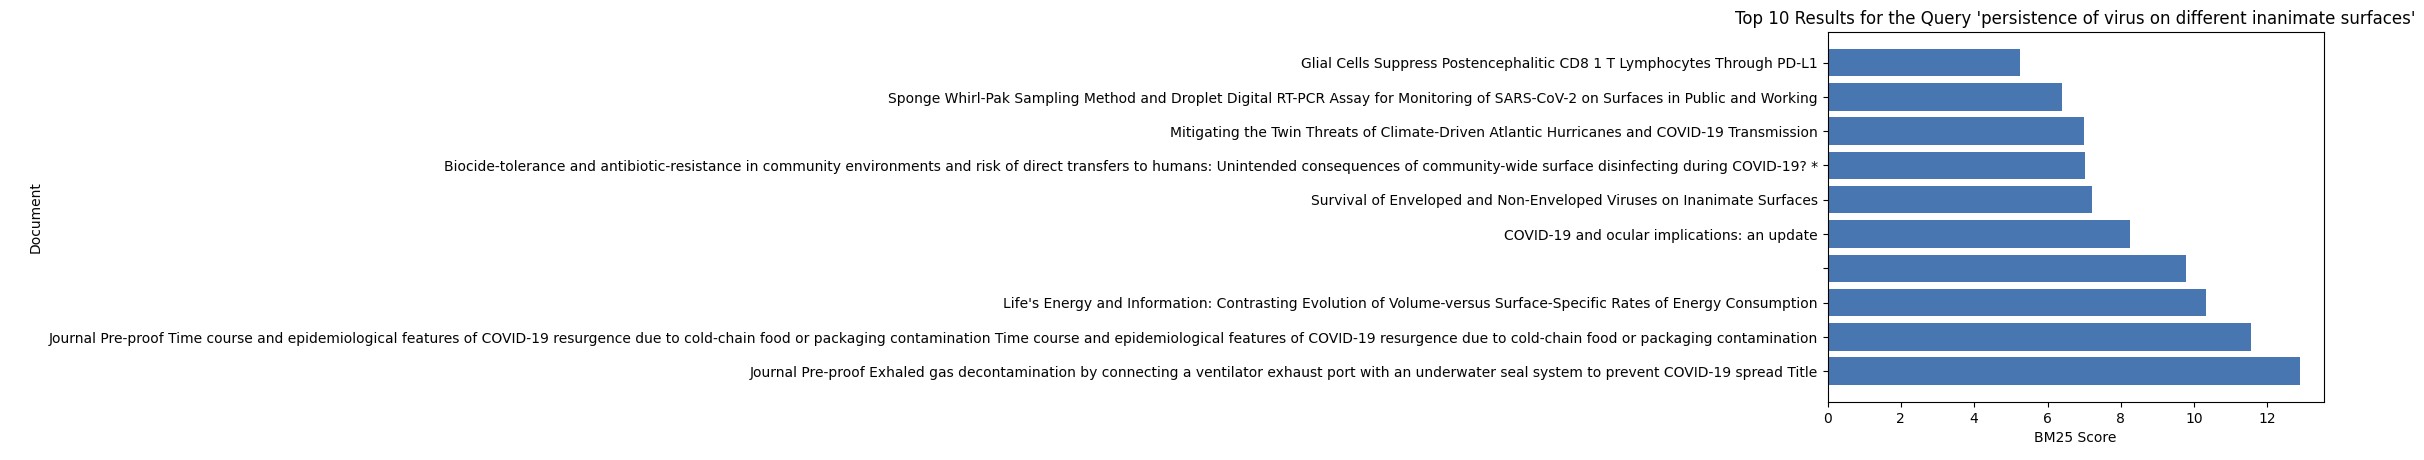 Top 10 Results for the Query 'persistence of virus on different inanimate surfaces'
Glial Cells Suppress Postencephalitic CD8 1 T Lymphocytes Through PD-L1
Sponge Whirl-Pak Sampling Method and Droplet Digital RT-PCR Assay for Monitoring of SARS-CoV-2 on Surfaces in Public and Working
Mitigating the Twin Threats of Climate-Driven Atlantic Hurricanes and COVID-19 Transmission
Biocide-tolerance and antibiotic-resistance in community environments and risk of direct transfers to humans: Unintended consequences of community-wide surface disinfecting during COVID-19? *
Survival of Enveloped and Non-Enveloped Viruses on Inanimate Surfaces
COVID-19 and ocular implications: an update
Life's Energy and Information: Contrasting Evolution of Volume-versus Surface-Specific Rates of Energy Consumption
Journal Pre-proof Time course and epidemiological features of COVID-19 resurgence due to cold-chain food or packaging contamination Time course and epidemiological features of COVID-19 resurgence due to cold-chain food or packaging contamination
Journal Pre-proof Exhaled gas decontamination by connecting a ventilator exhaust port with an underwater seal system to prevent COVID-19 spread Title
Document
0 2 4 6 8 10 12
BM25 Score